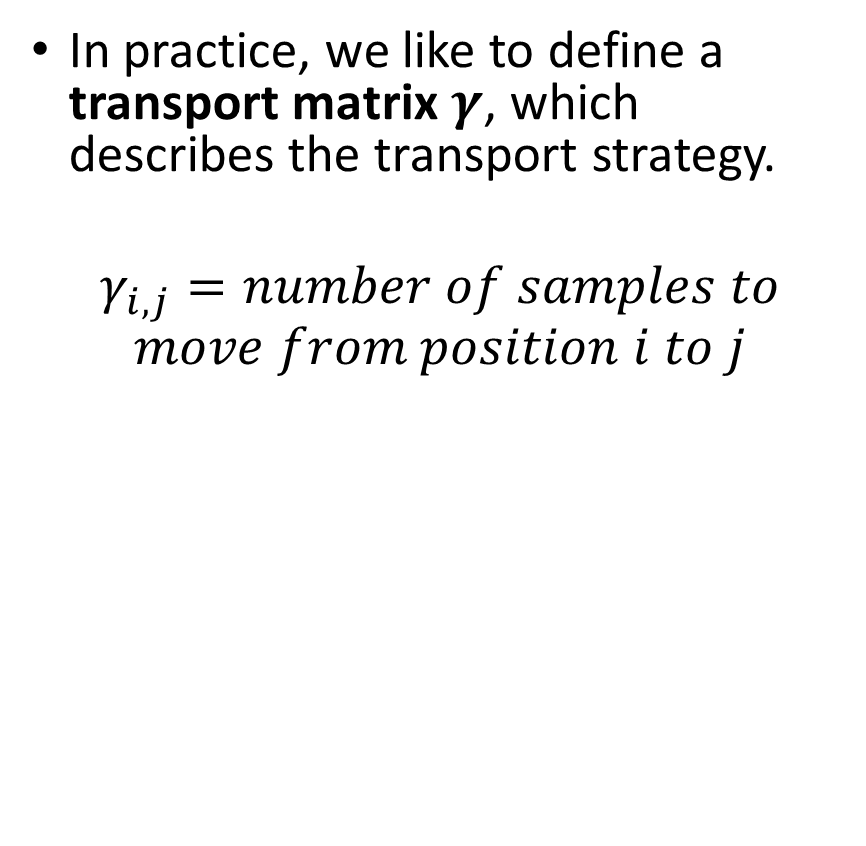 • In practice, we like to define a
transport matrix γ, which
describes the transport strategy.
γi,j = number of samples to
move from position i to j